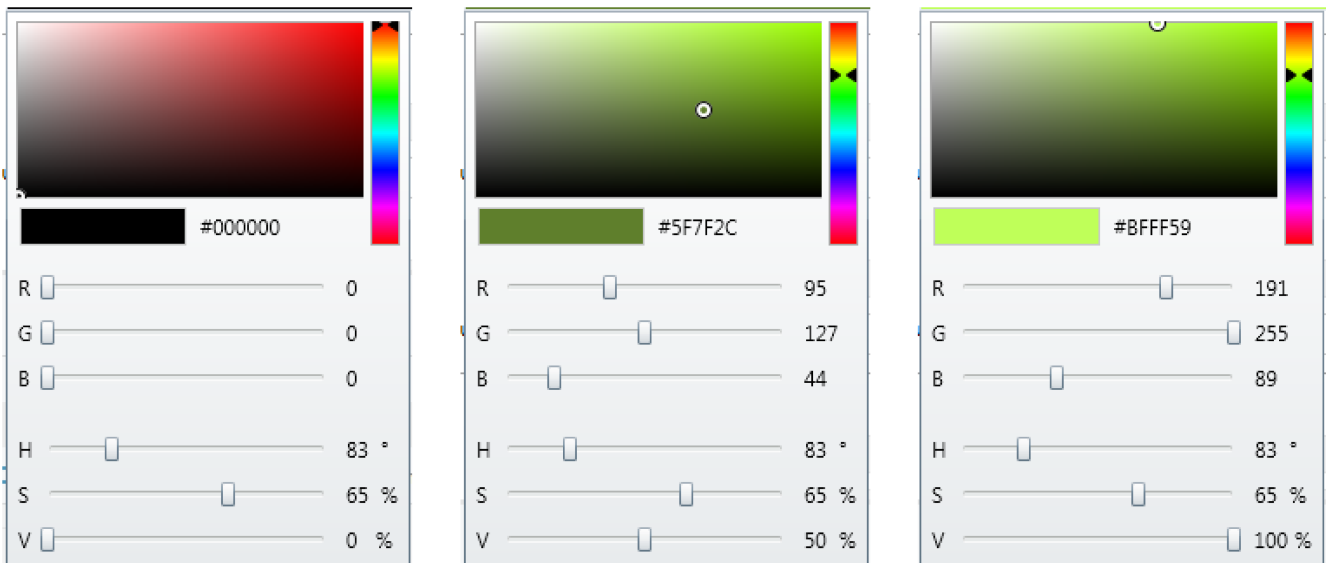 #000000
R 0
G 0
B 0
H 83 °
S 65 %
V 0 %
#5F7F2C
R 95
G 127
B 44
H 83 °
S 65 %
V 50 %
#BFFF59
R 191
G 255
B 89
H 83 °
S 65 %
V 100 %